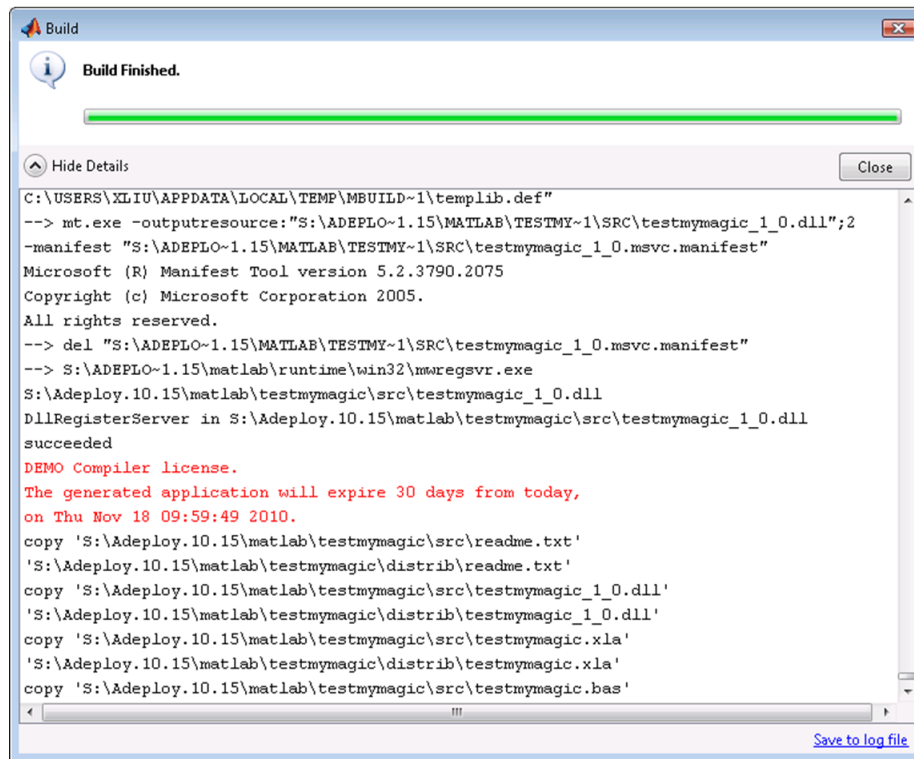 Build
Build Finished.
Hide Details
Close
C:\USERS\XLIU\APPDATA\LOCAL\TEMP\MBUILD~1\templib.def"
--> mt.exe -outputresource:"S:\ADEPLO~1.15\MATLAB\TESTMY~1\SRC\testmymagic_1_0.dll";2
-manifest "S:\ADEPLO~1.15\MATLAB\TESTMY~1\SRC\testmymagic_1_0.msvc.manifest"
Microsoft (R) Manifest Tool version 5.2.3790.2075
Copyright (c) Microsoft Corporation 2005.
All rights reserved.
--> del "S:\ADEPLO~1.15\MATLAB\TESTMY~1\SRC\testmymagic_1_0.msvc.manifest"
--> S:\ADEPLO~1.15\matlab\runtime\win32\mwregsvr.exe
S:\Adeploy.10.15\matlab\testmymagic\src\testmymagic_1_0.dll
DllRegisterServer in S:\Adeploy.10.15\matlab\testmymagic\src\testmymagic_1_0.dll
succeeded
DEMO Compiler license.
The generated application will expire 30 days from today,
on Thu Nov 18 09:59:49 2010.
copy 'S:\Adeploy.10.15\matlab\testmymagic\src\readme.txt'
'S:\Adeploy.10.15\matlab\testmymagic\distrib\readme.txt'
copy 'S:\Adeploy.10.15\matlab\testmymagic\src\testmymagic_1_0.dll'
'S:\Adeploy.10.15\matlab\testmymagic\distrib\testmymagic_1_0.dll'
copy 'S:\Adeploy.10.15\matlab\testmymagic\src\testmymagic.xla'
'S:\Adeploy.10.15\matlab\testmymagic\distrib\testmymagic.xla'
copy 'S:\Adeploy.10.15\matlab\testmymagic\src\testmymagic.bas'
Save to log file